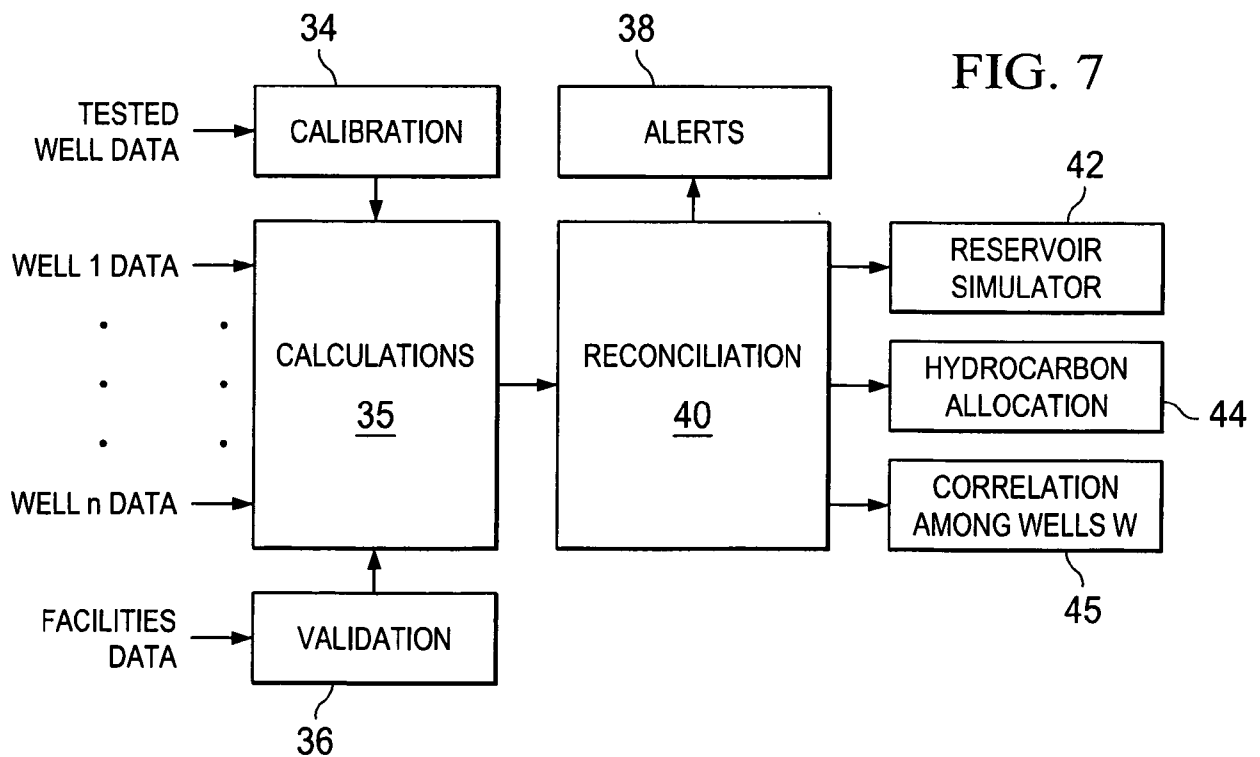 34
38
FIG. 7
TESTED
WELL DATA
CALIBRATION
ALERTS
42
WELL 1 DATA
RESERVOIR
SIMULATOR
CALCULATIONS
35
RECONCILIATION
40
HYDROCARBON
ALLOCATION
44
WELL n DATA
CORRELATION
AMONG WELLS W
45
FACILITIES
DATA
VALIDATION
36